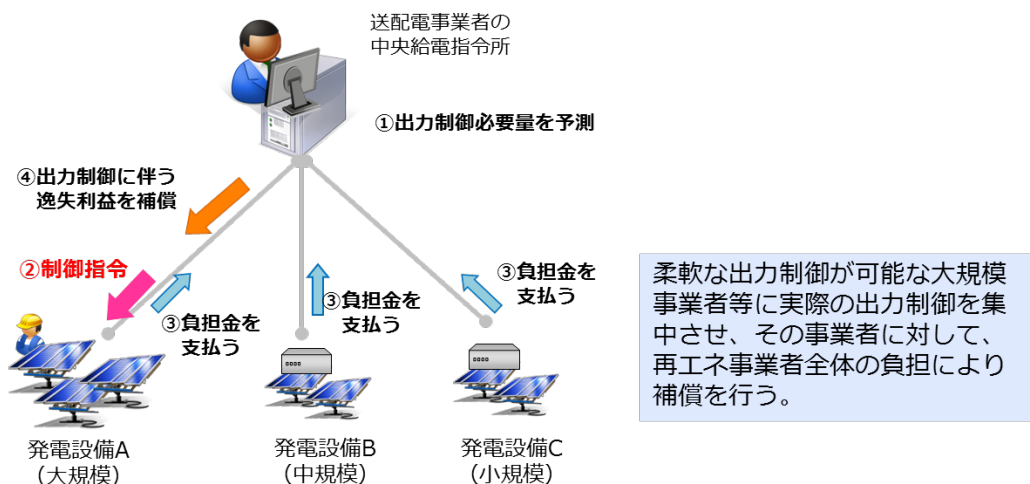 送配電事業者の
中央給電指令所
①出力制御必要量を予測
④出力制御に伴う
逸失利益を補償
②制御指令
③負担金を
支払う
③負担金を
支払う
③負担金を
支払う
柔軟な出力制御が可能な大規模
事業者等に実際の出力制御を集
中させ、その事業者に対して、
再エネ事業者全体の負担により
補償を行う。
発電設備A
（大規模）
発電設備B
（中規模）
発電設備C
（小規模）